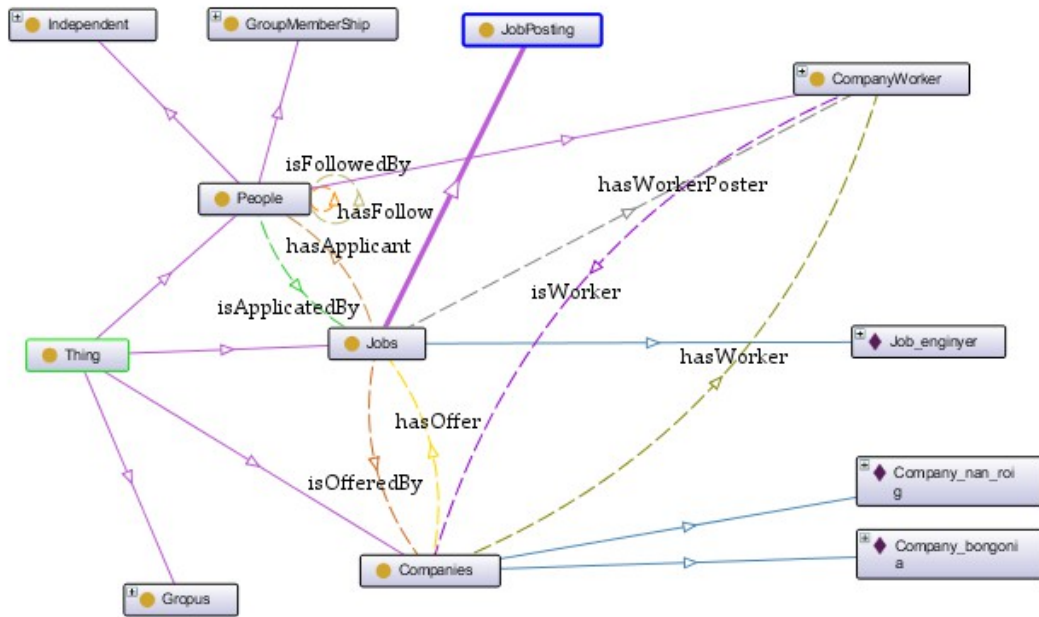 Independent
GroupMemberShip
JobPosting
CompanyWorker
isFollowedBy
People
hasFollow
hasWorkerPoster
hasApplicant
isWorker
isApplicatedBy
Thing
Jobs
Job_enginyer
hasWorker
hasOffer
isOfferedBy
Company_nan_roi
g
Company_bongoni
a
Companies
Gropus